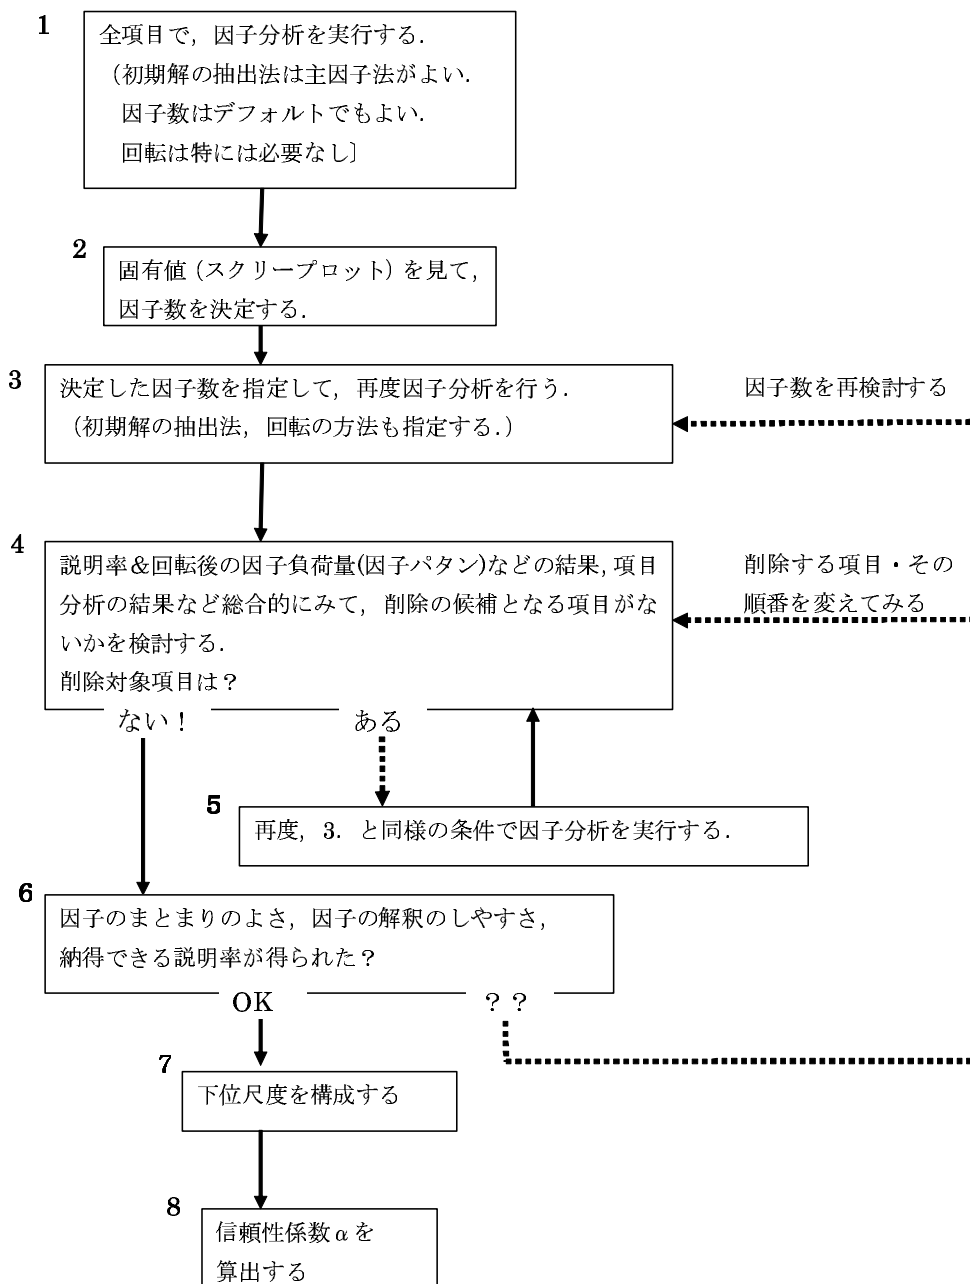 1
全項目で，因子分析を実行する．
（初期解の抽出法は主因子法がよい．
因子数はデフォルトでもよい．
回転は特には必要なし〕
2
固有値（スクリープロット）を見て，
因子数を決定する．
3
決定した因子数を指定して，再度因子分析を行う．
（初期解の抽出法，回転の方法も指定する．）
因子数を再検討する
4
説明率＆回転後の因子負荷量(因子パタン)などの結果，項目
分析の結果など総合的にみて，削除の候補となる項目がな
いかを検討する．
削除対象項目は？
削除する項目・その
順番を変えてみる
ない！
ある
5
再度，3．と同様の条件で因子分析を実行する．
6
因子のまとまりのよさ，因子の解釈のしやすさ，
納得できる説明率が得られた？
OK
？？
7
下位尺度を構成する
8
信頼性係数αを
算出する